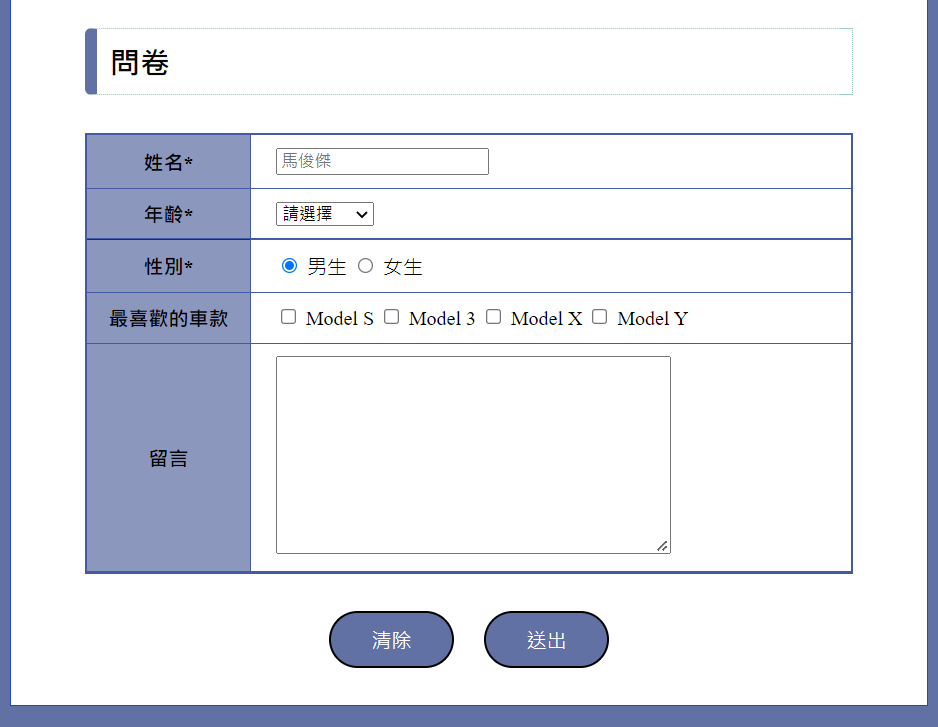 問卷
姓名* 馬俊傑
年齡* 請選擇
性別* 男生 女生
最喜歡的車款 Model S Model 3 Model X Model Y
留言
清除 送出